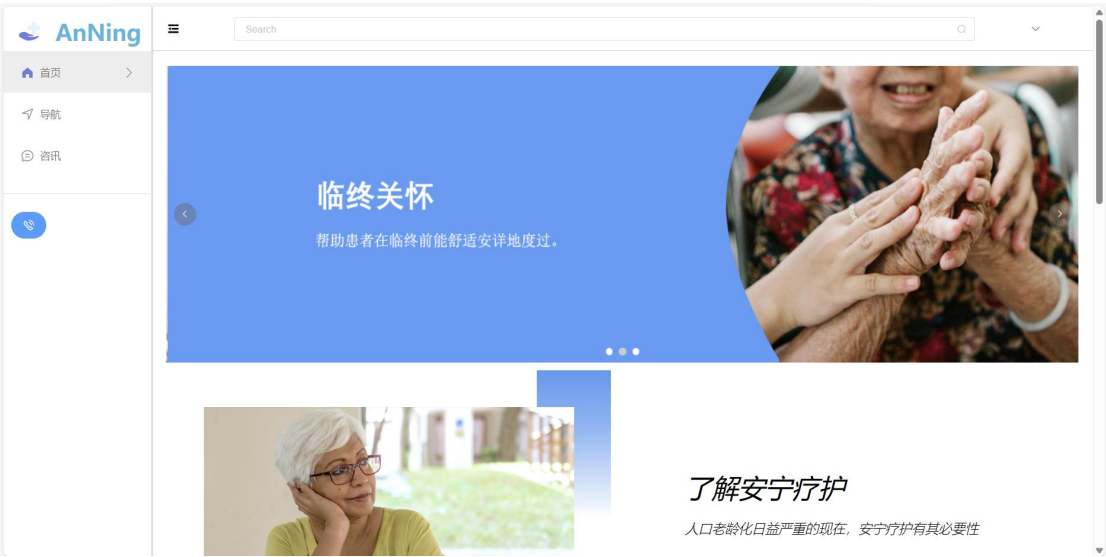 AnNing
Search
首页
导航
咨讯
临终关怀
帮助患者在临终前能舒适安详地度过。
了解安宁疗护
人口老龄化日益严重的现在，安宁疗护有其必要性